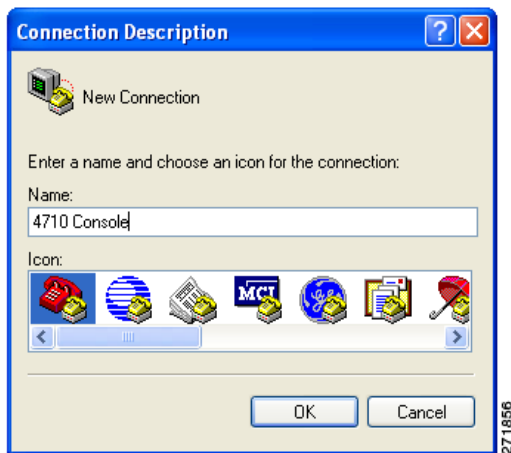 Connection Description
New Connection
Enter a name and choose an icon for the connection:
Name:
4710 Console
Icon:
MCI
OK
Cancel
271856